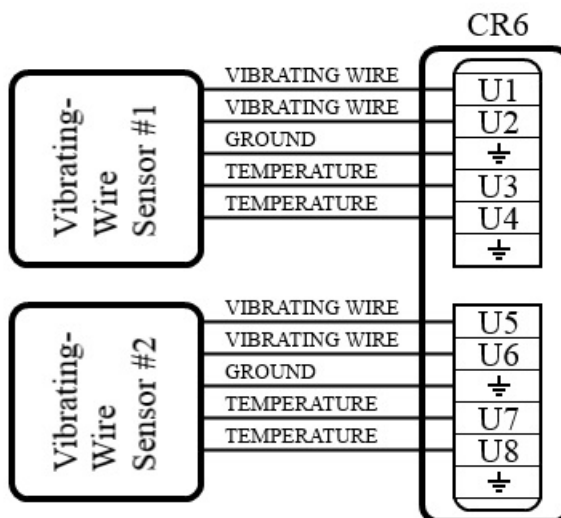 CR6
Vibrating-
Wire
Sensor #1
VIBRATING WIRE
U1
VIBRATING WIRE
U2
GROUND
TEMPERATURE
U3
TEMPERATURE
U4
Vibrating-
Wire
Sensor #2
VIBRATING WIRE
U5
VIBRATING WIRE
U6
GROUND
TEMPERATURE
U7
TEMPERATURE
U8